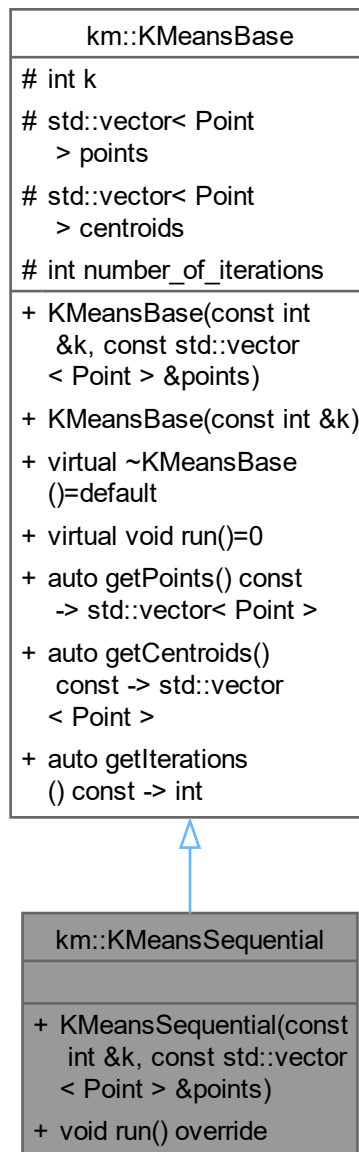 km::KMeansBase
# int k
# std::vector< Point
> points
# std::vector< Point
> centroids
# int number_of_iterations
+ KMeansBase(const int
&k, const std::vector
< Point > &points)
+ KMeansBase(const int &k)
+ virtual ~KMeansBase
()=default
+ virtual void run()=0
+ auto getPoints() const
-> std::vector< Point >
+ auto getCentroids()
const -> std::vector
< Point >
+ auto getIterations
() const -> int
km::KMeansSequential
+ KMeansSequential(const
int &k, const std::vector
< Point > &points)
+ void run() override